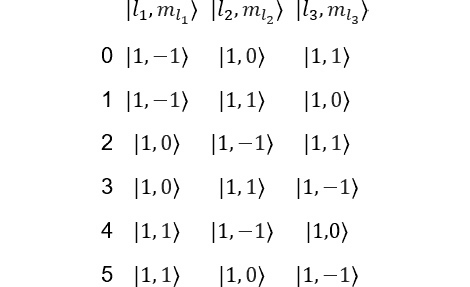 |l₁, m_{l₁}⟩ |l₂, m_{l₂}⟩ |l₃, m_{l₃}⟩
0 |1, −1⟩ |1, 0⟩ |1, 1⟩
1 |1, −1⟩ |1, 1⟩ |1, 0⟩
2 |1, 0⟩ |1, −1⟩ |1, 1⟩
3 |1, 0⟩ |1, 1⟩ |1, −1⟩
4 |1, 1⟩ |1, −1⟩ |1,0⟩
5 |1, 1⟩ |1, 0⟩ |1, −1⟩